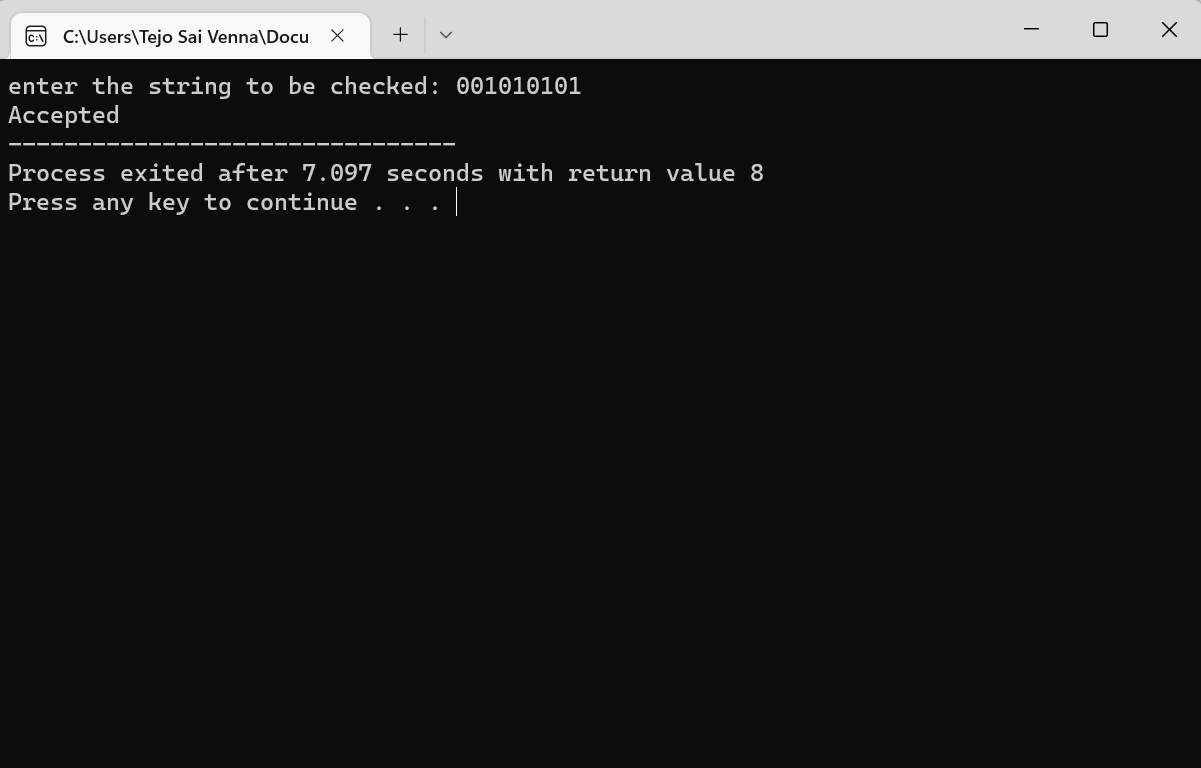 C:\Users\Tejo Sai Venna\Docu
enter the string to be checked: 001010101
Accepted
--------------------------------
Process exited after 7.097 seconds with return value 8
Press any key to continue . . .